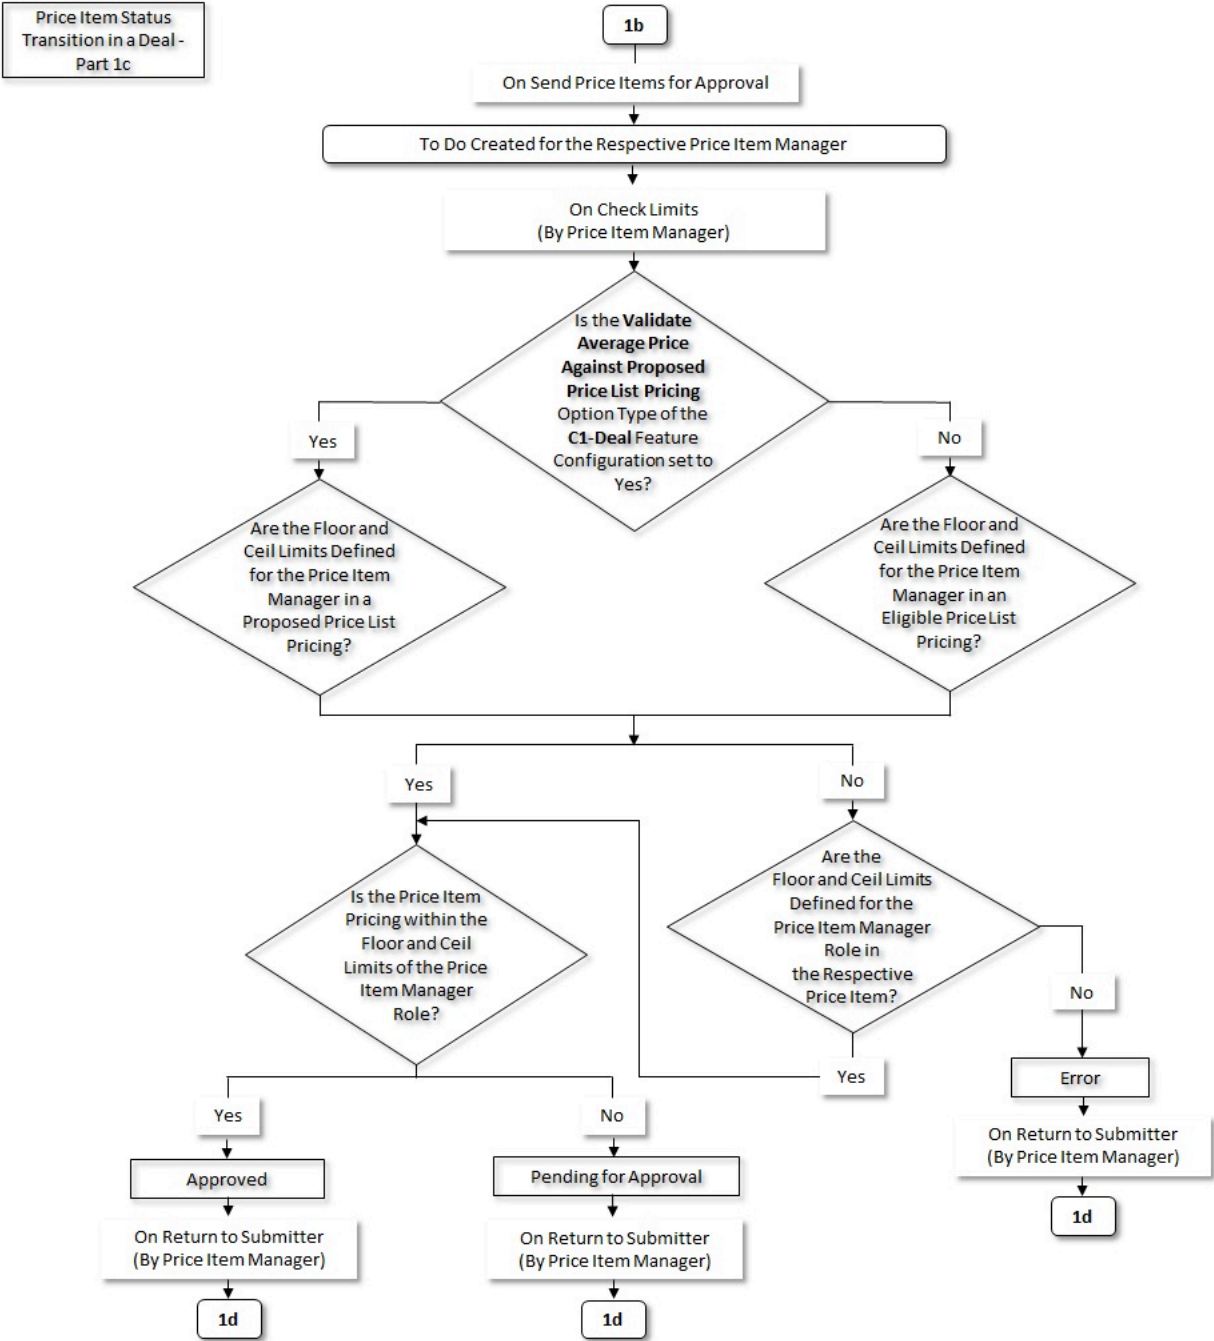 Price Item Status
Transition in a Deal -
Part 1c
1b
On Send Price Items for Approval
To Do Created for the Respective Price Item Manager
On Check Limits
(By Price Item Manager)
Is the Validate
Average Price
Against Proposed
Price List Pricing
Option Type of the
C1-Deal Feature
Configuration set to
Yes?
Yes
No
Are the Floor and
Ceil Limits Defined
for the Price Item
Manager in a
Proposed Price List
Pricing?
Are the Floor and
Ceil Limits Defined
for the Price Item
Manager in an
Eligible Price List
Pricing?
Yes
No
Is the Price Item
Pricing within the
Floor and Ceil
Limits of the Price
Item Manager
Role?
Are the
Floor and Ceil Limits
Defined for the
Price Item Manager
Role in
the Respective
Price Item?
No
Yes
Error
Yes
No
On Return to Submitter
(By Price Item Manager)
Approved
Pending for Approval
1d
On Return to Submitter
(By Price Item Manager)
On Return to Submitter
(By Price Item Manager)
1d
1d